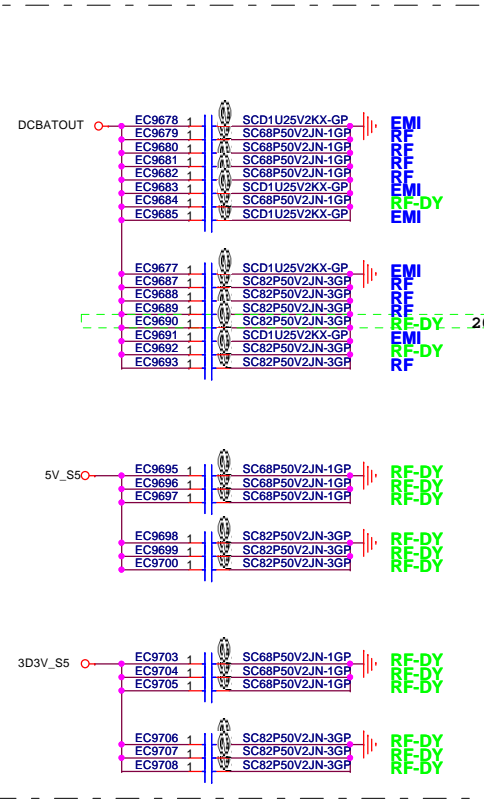 DCBATOUT
EC9678 1 SCD1U25V2KX-GP EMI
EC9679 1 SC68P50V2JN-1GP RF
EC9680 1 SC68P50V2JN-1GP RF
EC9681 1 SC68P50V2JN-1GP RF
EC9682 1 SC68P50V2JN-1GP RF
EC9683 1 SCD1U25V2KX-GP EMI
EC9684 1 SC68P50V2JN-1GP RF-DY
EC9685 1 SCD1U25V2KX-GP EMI
EC9677 1 SCD1U25V2KX-GP EMI
EC9687 1 SC82P50V2JN-3GP RF
EC9688 1 SC82P50V2JN-3GP RF
EC9689 1 SC82P50V2JN-3GP RF
EC9690 1 SC82P50V2JN-3GP RF-DY
EC9691 1 SCD1U25V2KX-GP EMI
EC9692 1 SC82P50V2JN-3GP RF-DY
EC9693 1 SC82P50V2JN-3GP RF
5V_S5
EC9695 1 SC68P50V2JN-1GP RF-DY
EC9696 1 SC68P50V2JN-1GP RF-DY
EC9697 1 SC68P50V2JN-1GP RF-DY
EC9698 1 SC82P50V2JN-3GP RF-DY
EC9699 1 SC82P50V2JN-3GP RF-DY
EC9700 1 SC82P50V2JN-3GP RF-DY
3D3V_S5
EC9703 1 SC68P50V2JN-1GP RF-DY
EC9704 1 SC68P50V2JN-1GP RF-DY
EC9705 1 SC68P50V2JN-1GP RF-DY
EC9706 1 SC82P50V2JN-3GP RF-DY
EC9707 1 SC82P50V2JN-3GP RF-DY
EC9708 1 SC82P50V2JN-3GP RF-DY